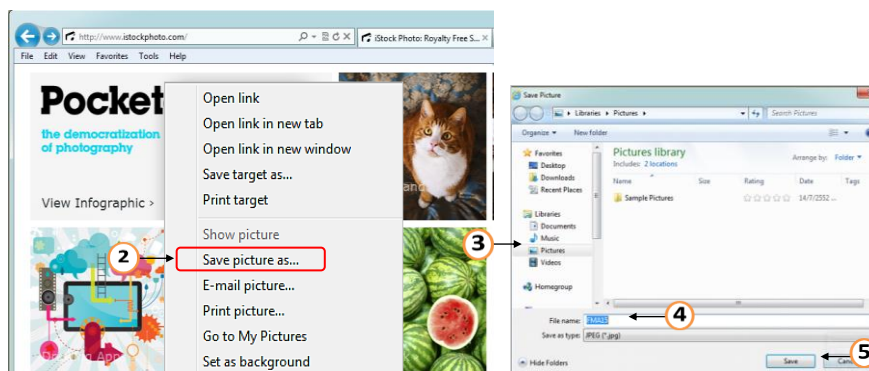 http://www.istockphoto.com/
iStock Photo: Royalty Free S...
File Edit View Favorites Tools Help
Pocket
the democratization
of photography
View Infographic >
Open link
Open link in new tab
Open link in new window
Save target as...
Print target
Show picture
2
Save picture as...
E-mail picture...
Print picture...
Go to My Pictures
Set as background
Save Picture
Libraries Pictures
Search Pictures
Organize New folder
Favorites
Desktop
Downloads
Recent Places
Libraries
Documents
Music
Pictures
Videos
Homegroup
Pictures library
Includes: 2 locations
Arrange by: Folder
Name Size Rating Date Tags
Sample Pictures 14/7/2552 ...
3
File name:
4
Save as type: JPEG (*.jpg)
Hide Folders
Save
5